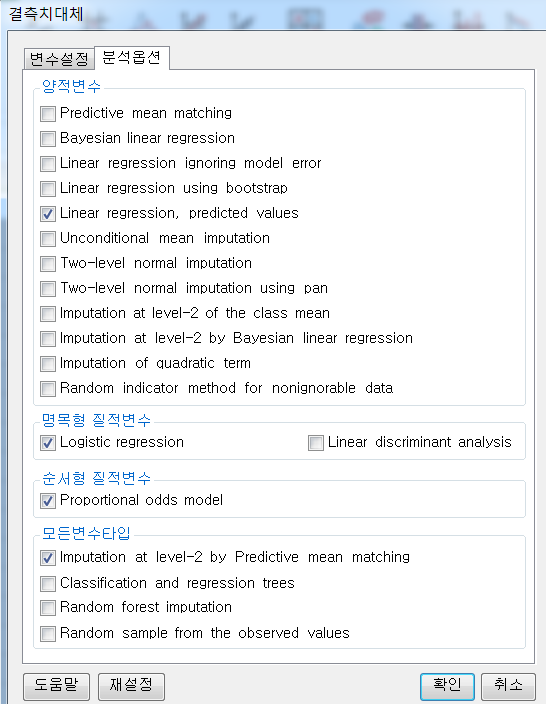 결측치대체
변수설정
분석옵션
양적변수
Predictive mean matching
Bayesian linear regression
Linear regression ignoring model error
Linear regression using bootstrap
Linear regression, predicted values
Unconditional mean imputation
Two-level normal imputation
Two-level normal imputation using pan
Imputation at level-2 of the class mean
Imputation at level-2 by Bayesian linear regression
Imputation of quadratic term
Random indicator method for nonignorable data
명목형 질적변수
Logistic regression
Linear discriminant analysis
순서형 질적변수
Proportional odds model
모든변수타입
Imputation at level-2 by Predictive mean matching
Classification and regression trees
Random forest imputation
Random sample from the observed values
도움말
재설정
확인
취소